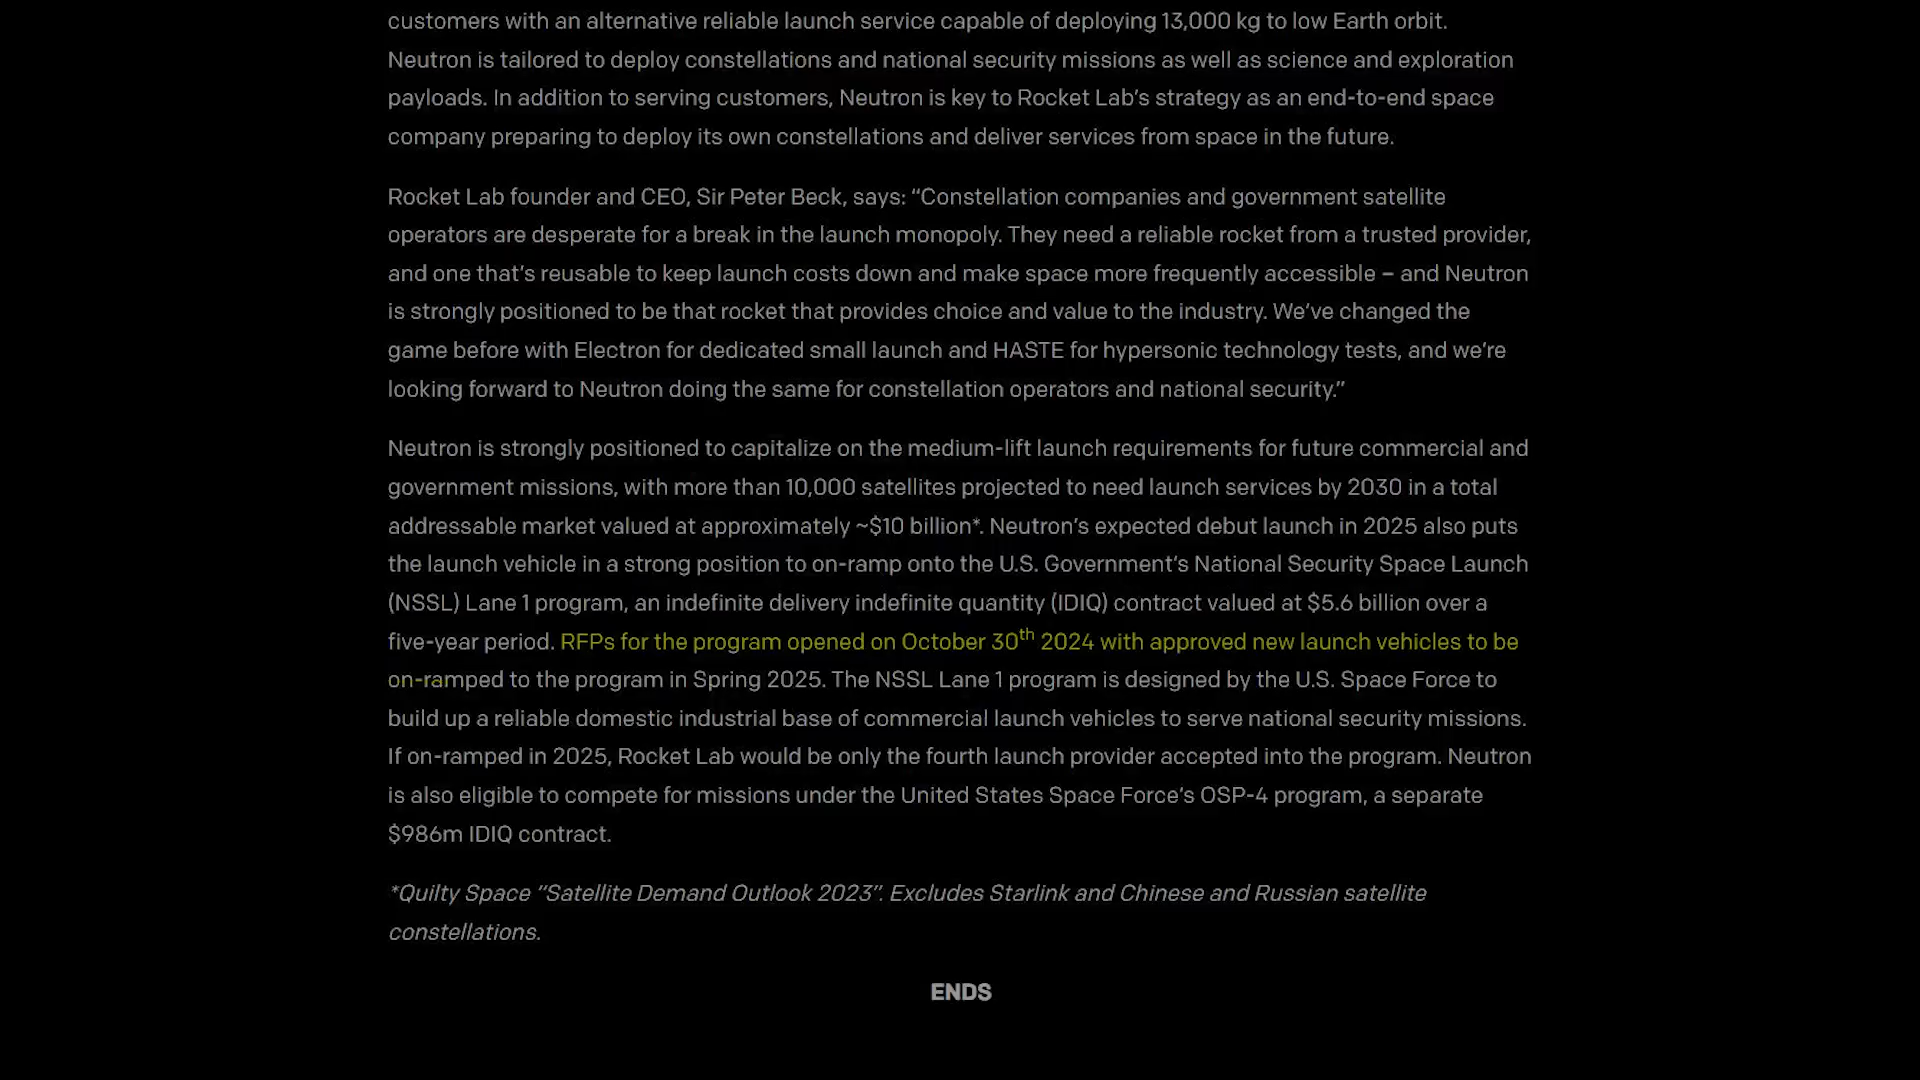 customers with an alternative reliable launch service capable of deploying 13,000 kg to low Earth orbit.
Neutron is tailored to deploy constellations and national security missions as well as science and exploration
payloads. In addition to serving customers, Neutron is key to Rocket Lab’s strategy as an end-to-end space
company preparing to deploy its own constellations and deliver services from space in the future.
Rocket Lab founder and CEO, Sir Peter Beck, says: “Constellation companies and government satellite
operators are desperate for a break in the launch monopoly. They need a reliable rocket from a trusted provider,
and one that’s reusable to keep launch costs down and make space more frequently accessible – and Neutron
is strongly positioned to be that rocket that provides choice and value to the industry. We’ve changed the
game before with Electron for dedicated small launch and HASTE for hypersonic technology tests, and we’re
looking forward to Neutron doing the same for constellation operators and national security.”
Neutron is strongly positioned to capitalize on the medium-lift launch requirements for future commercial and
government missions, with more than 10,000 satellites projected to need launch services by 2030 in a total
addressable market valued at approximately ~$10 billion*. Neutron’s expected debut launch in 2025 also puts
the launch vehicle in a strong position to on-ramp onto the U.S. Government’s National Security Space Launch
(NSSL) Lane 1 program, an indefinite delivery indefinite quantity (IDIQ) contract valued at $5.6 billion over a
five-year period. RFPs for the program opened on October 30th 2024 with approved new launch vehicles to be
on-ramped to the program in Spring 2025. The NSSL Lane 1 program is designed by the U.S. Space Force to
build up a reliable domestic industrial base of commercial launch vehicles to serve national security missions.
If on-ramped in 2025, Rocket Lab would be only the fourth launch provider accepted into the program. Neutron
is also eligible to compete for missions under the United States Space Force’s OSP-4 program, a separate
$986m IDIQ contract.
*Quilty Space “Satellite Demand Outlook 2023”. Excludes Starlink and Chinese and Russian satellite
constellations.
ENDS